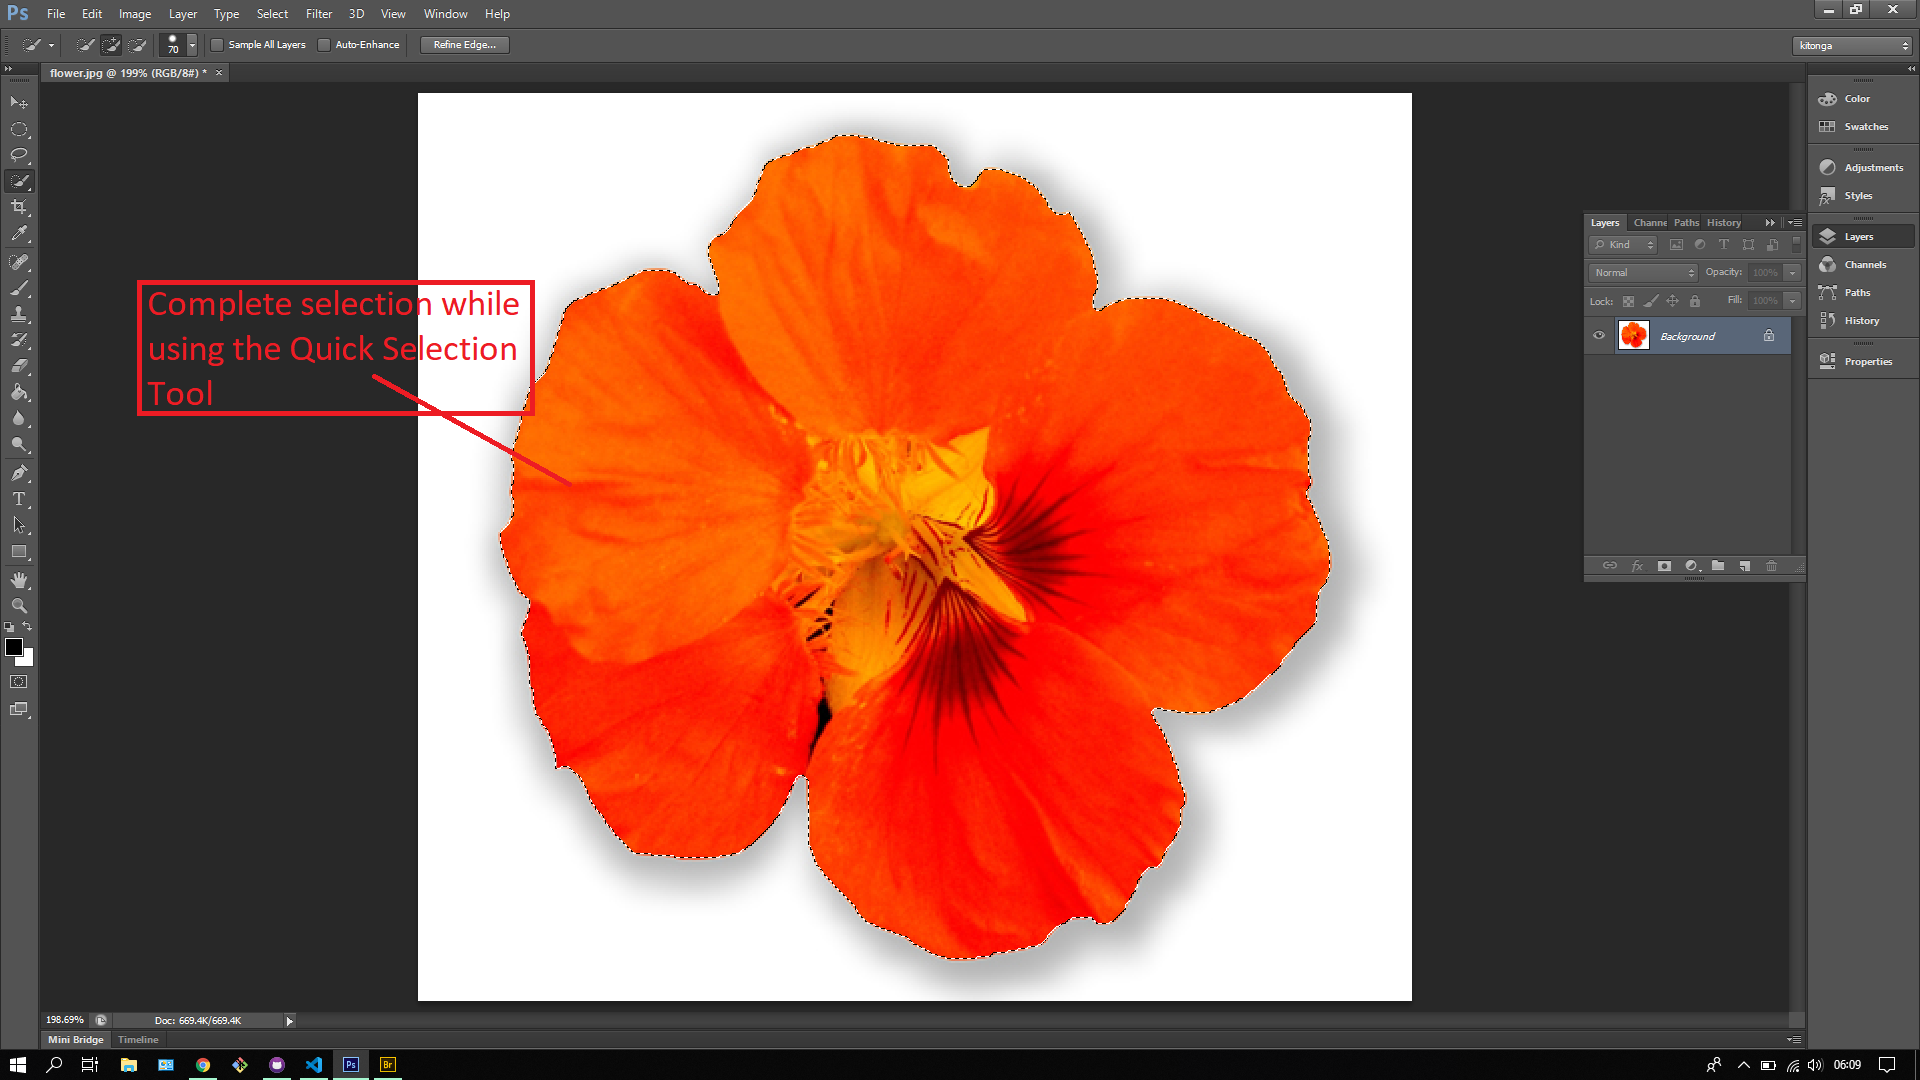 Ps File Edit Image Layer Type Select Filter 3D View Window Help
70 Sample All Layers Auto-Enhance Refine Edge... kitonga
flower.jpg @ 199% (RGB/8#) * ×
Color
Swatches
Adjustments
Styles
Layers
Channels
Paths
History
Properties
Layers Channe Paths History
Kind
Normal Opacity: 100%
Lock: Fill: 100%
Background
fx
Complete selection while
using the Quick Selection
Tool
198.69% Doc: 669.4K/669.4K
Mini Bridge Timeline
Ps Br 06:09